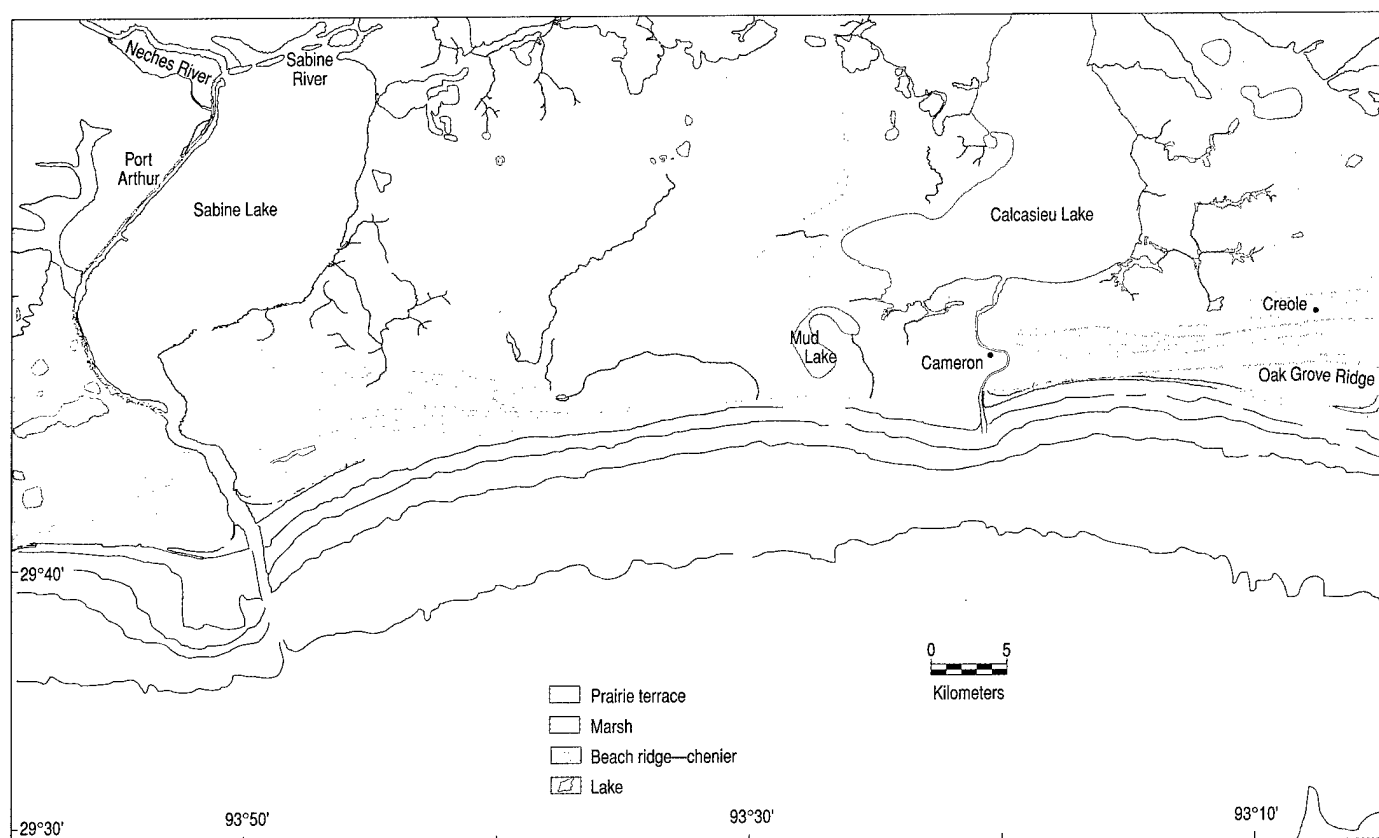 Neches River
Sabine
River
Port
Arthur
Sabine Lake
Calcasieu Lake
Creole
Mud
Lake
Cameron
Oak Grove Ridge
29°40'
0 5
Kilometers
Prairie terrace
Marsh
Beach ridge—chenier
Lake
29°30'
93°50'
93°30'
93°10'